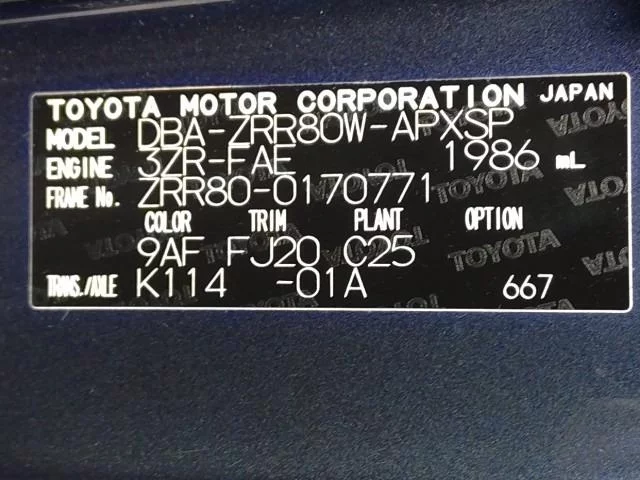 TOYOTA MOTOR CORPORATION JAPAN
MODEL DBA-ZRR80W-APXSP
ENGINE 3ZR-FAE 1986 mL
FRAME No. ZRR80-0170771
COLOR TRIM PLANT OPTION
9AF FJ20 C25
TRANS./AXLE K114 -01A 667